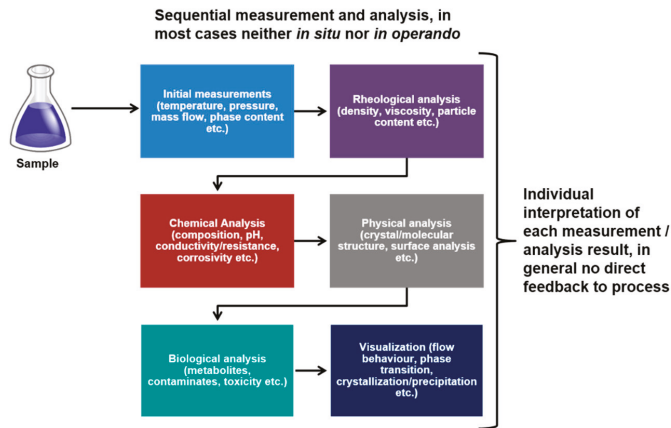 Sequential measurement and analysis, in
most cases neither in situ nor in operando
Sample
Initial measurements
(temperature, pressure,
mass flow, phase content
etc.)
Rheological analysis
(density, viscosity, particle
content etc.)
Chemical Analysis
(composition, pH,
conductivity/resistance,
corrosivity etc.)
Physical analysis
(crystal/molecular
structure, surface analysis
etc.)
Biological analysis
(metabolites,
contaminates, toxicity etc.)
Visualization (flow
behaviour, phase
transition,
crystallization/precipitation
etc.)
Individual
interpretation of
each measurement /
analysis result, in
general no direct
feedback to process